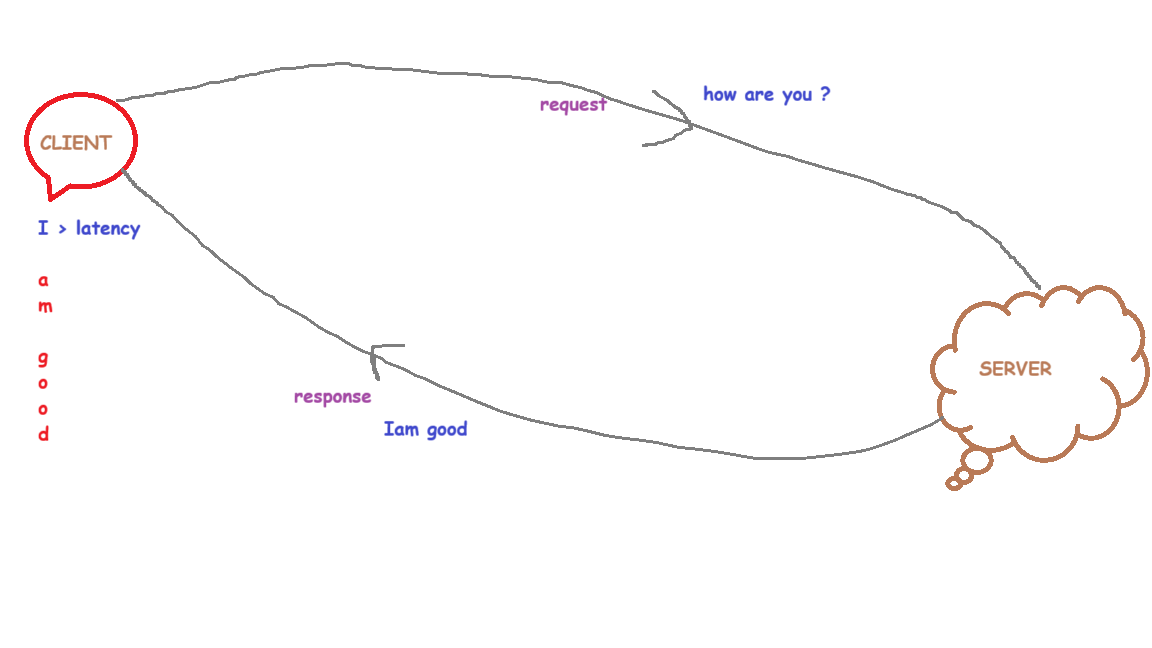 how are you ?
request
CLIENT
I > latency
a
m
g
o
o
d
SERVER
response
Iam good